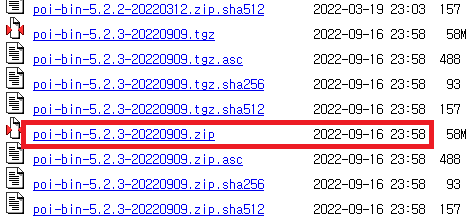 poi-bin-5.2.2-20220312.zip.sha512 2022-03-19 23:03 157
poi-bin-5.2.3-20220909.tgz 2022-09-16 23:58 58M
poi-bin-5.2.3-20220909.tgz.asc 2022-09-16 23:58 488
poi-bin-5.2.3-20220909.tgz.sha256 2022-09-16 23:58 93
poi-bin-5.2.3-20220909.tgz.sha512 2022-09-16 23:58 157
poi-bin-5.2.3-20220909.zip 2022-09-16 23:58 58M
poi-bin-5.2.3-20220909.zip.asc 2022-09-16 23:58 488
poi-bin-5.2.3-20220909.zip.sha256 2022-09-16 23:58 93
poi-bin-5.2.3-20220909.zip.sha512 2022-09-16 23:58 157